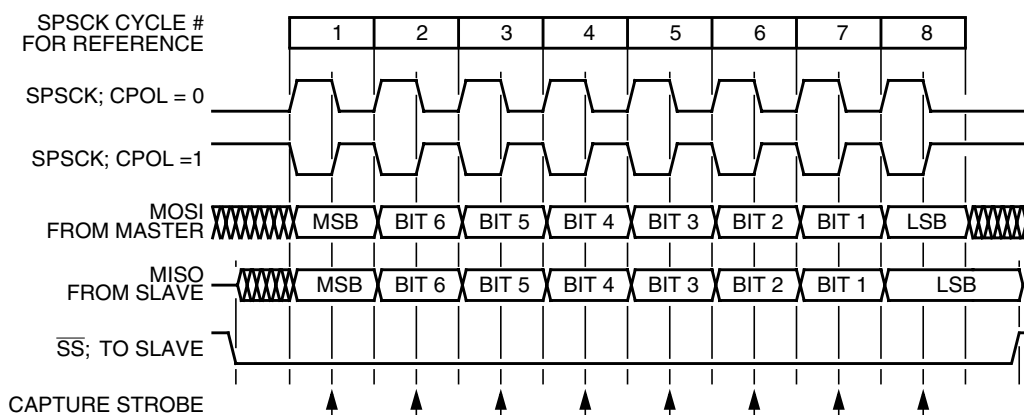 SPSCK CYCLE #
FOR REFERENCE
1 2 3 4 5 6 7 8
SPSCK; CPOL = 0
SPSCK; CPOL =1
MOSI
FROM MASTER
MSB BIT 6 BIT 5 BIT 4 BIT 3 BIT 2 BIT 1 LSB
MISO
FROM SLAVE
MSB BIT 6 BIT 5 BIT 4 BIT 3 BIT 2 BIT 1 LSB
SS; TO SLAVE
CAPTURE STROBE